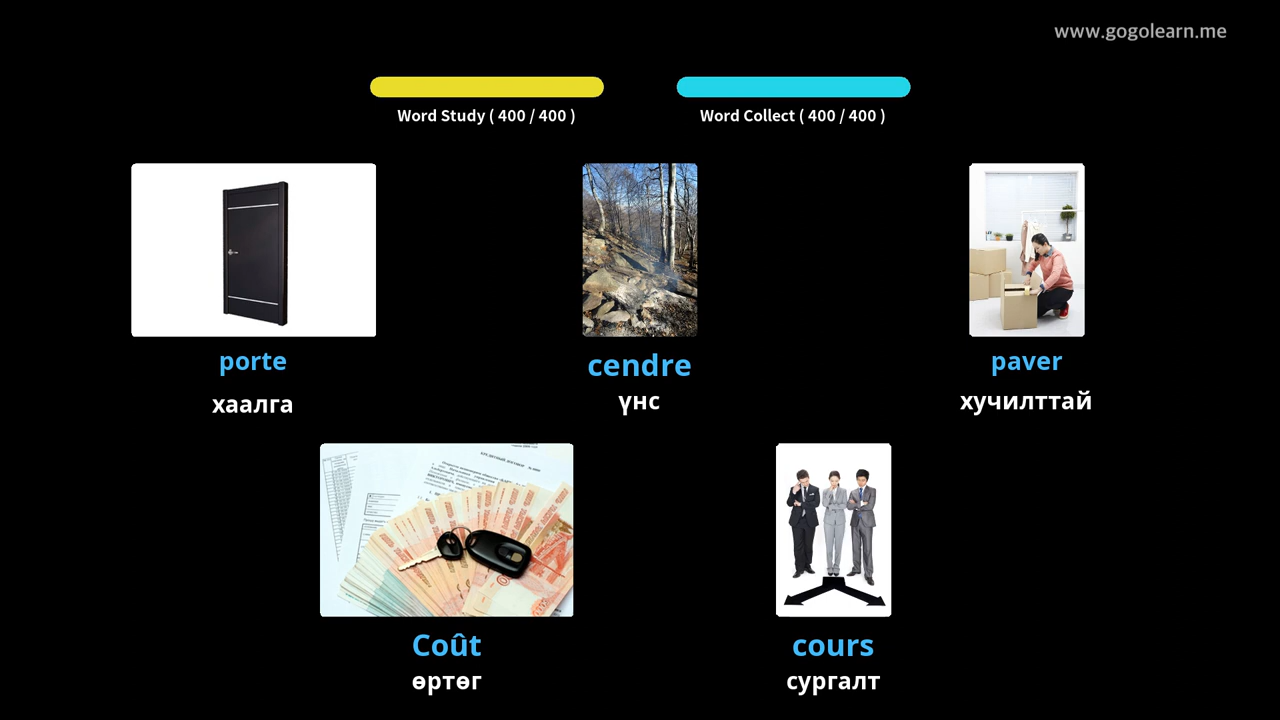 www.gogolearn.me
Word Study ( 400 / 400 )
Word Collect ( 400 / 400 )
porte
хаалга
cendre
үнс
paver
хучилттай
Coût
өртөг
cours
сургалт